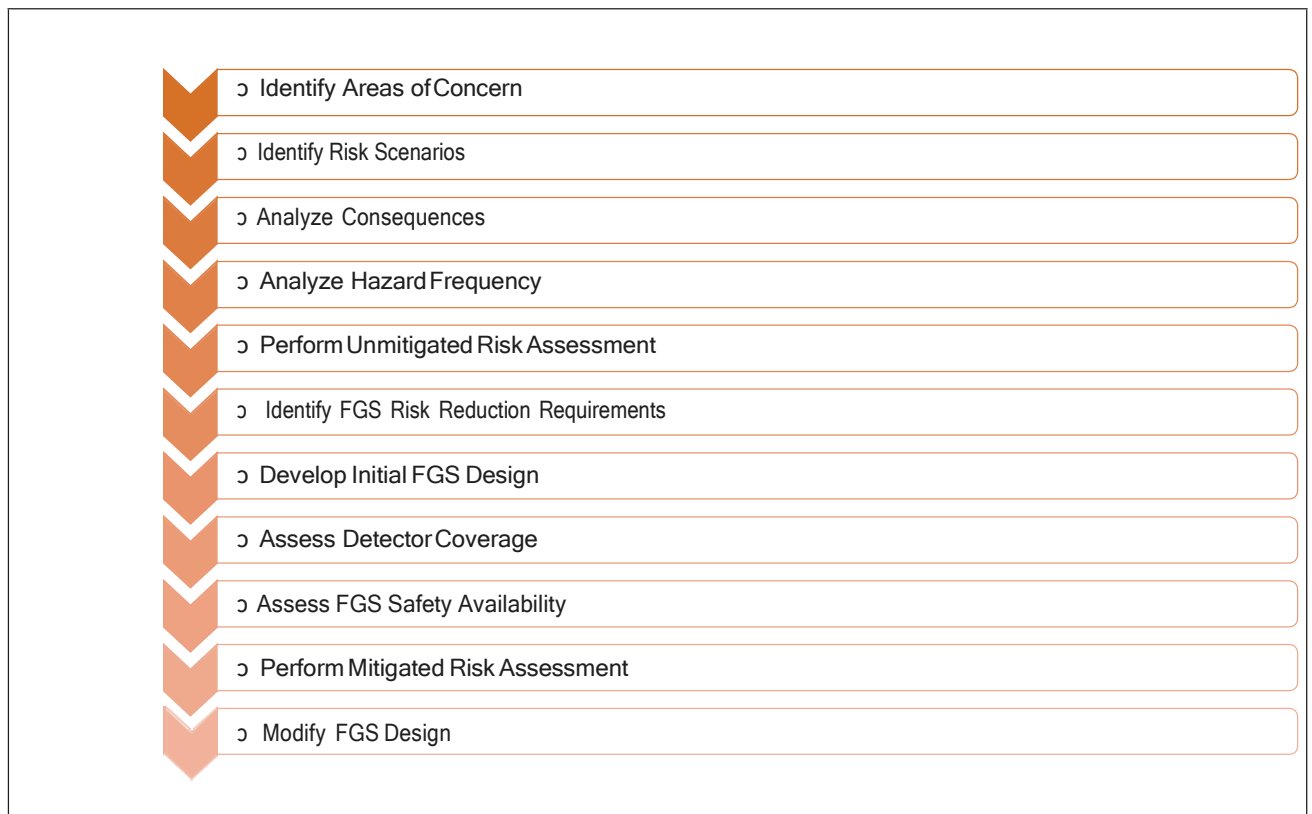 ɔ Identify Areas of Concern
ɔ Identify Risk Scenarios
ɔ Analyze Consequences
ɔ Analyze Hazard Frequency
ɔ Perform Unmitigated Risk Assessment
ɔ Identify FGS Risk Reduction Requirements
ɔ Develop Initial FGS Design
ɔ Assess Detector Coverage
ɔ Assess FGS Safety Availability
ɔ Perform Mitigated Risk Assessment
ɔ Modify FGS Design